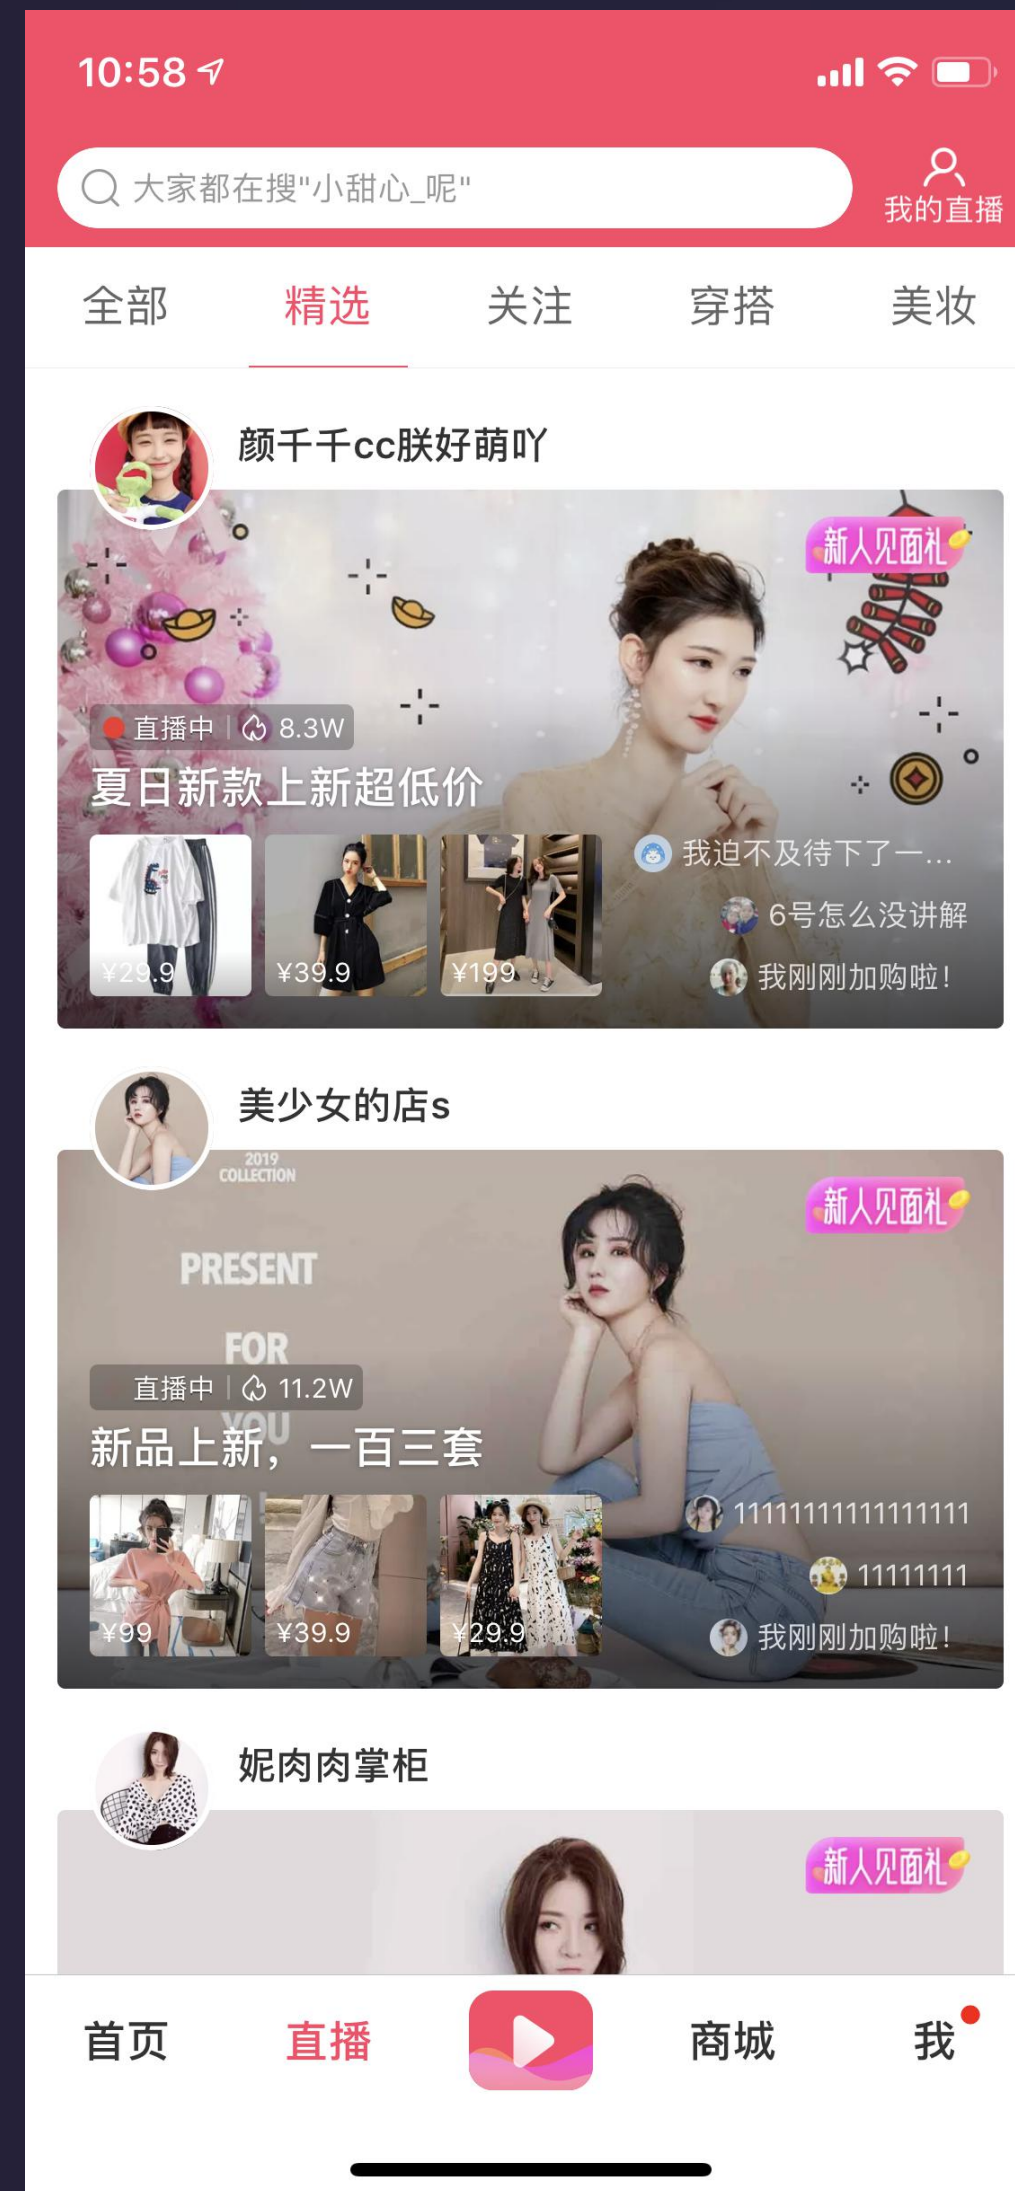 10:58
大家都在搜"小甜心_呢"
我的直播
全部 精选 关注 穿搭 美妆
颜千千cc朕好萌吖
新人见面礼
直播中 8.3W
夏日新款上新超低价
我迫不及待下了一...
6号怎么没讲解
我刚刚加购啦！
¥29.9 ¥39.9 ¥199
美少女的店s
2019
COLLECTION
新人见面礼
PRESENT
FOR
直播中 11.2W
YOU
新品上新，一百三套
11111111111111111
11111111
我刚刚加购啦！
¥99 ¥39.9 ¥29.9
妮肉肉掌柜
新人见面礼
首页 直播 商城 我